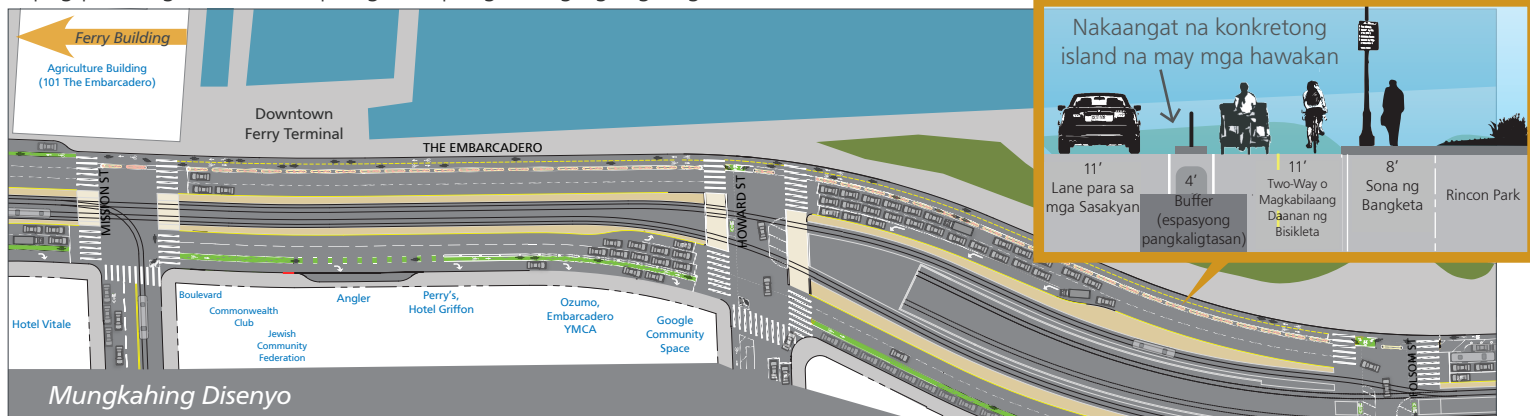 Ferry Building
Agriculture Building
(101 The Embarcadero)
Downtown
Ferry Terminal
THE EMBARCADERO
MISSION ST
HOWARD ST
Hotel Vitale
Boulevard
Commonwealth
Club
Jewish
Community
Federation
Angler
Perry's,
Hotel Griffon
Ozumo,
Embarcadero
YMCA
Google
Community
Space
Mungkahing Disenyo
Nakaangat na konkretong
island na may mga hawakan
11'
Lane para sa
mga Sasakyan
4'
Buffer
(espasyong
pangkaligtasan)
11'
Two-Way o
Magkabilaang
Daanan ng
Bisikleta
8'
Sona ng
Bangketa
Rincon Park